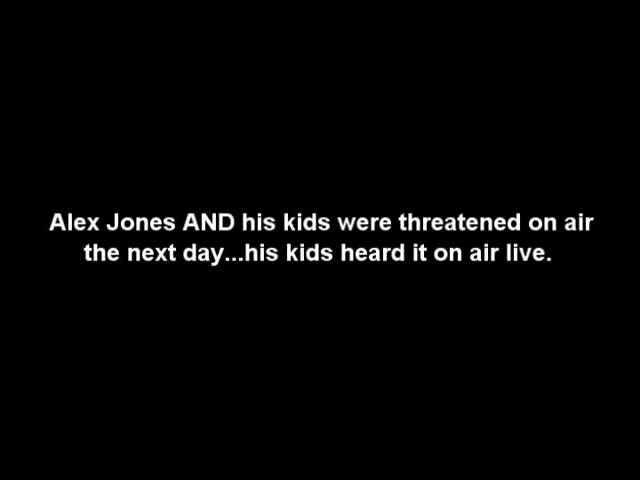 Alex Jones AND his kids were threatened on air
the next day...his kids heard it on air live.